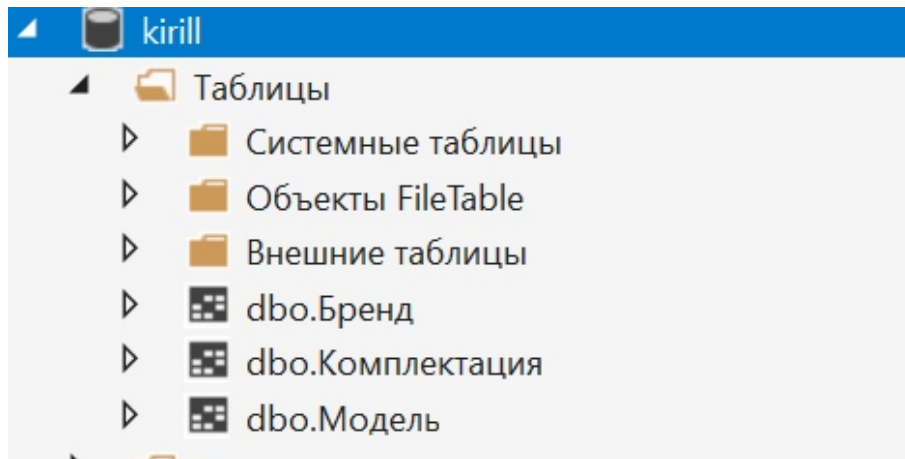 kirill
Таблицы
Системные таблицы
Объекты FileTable
Внешние таблицы
dbo.Бренд
dbo.Комплектация
dbo.Модель